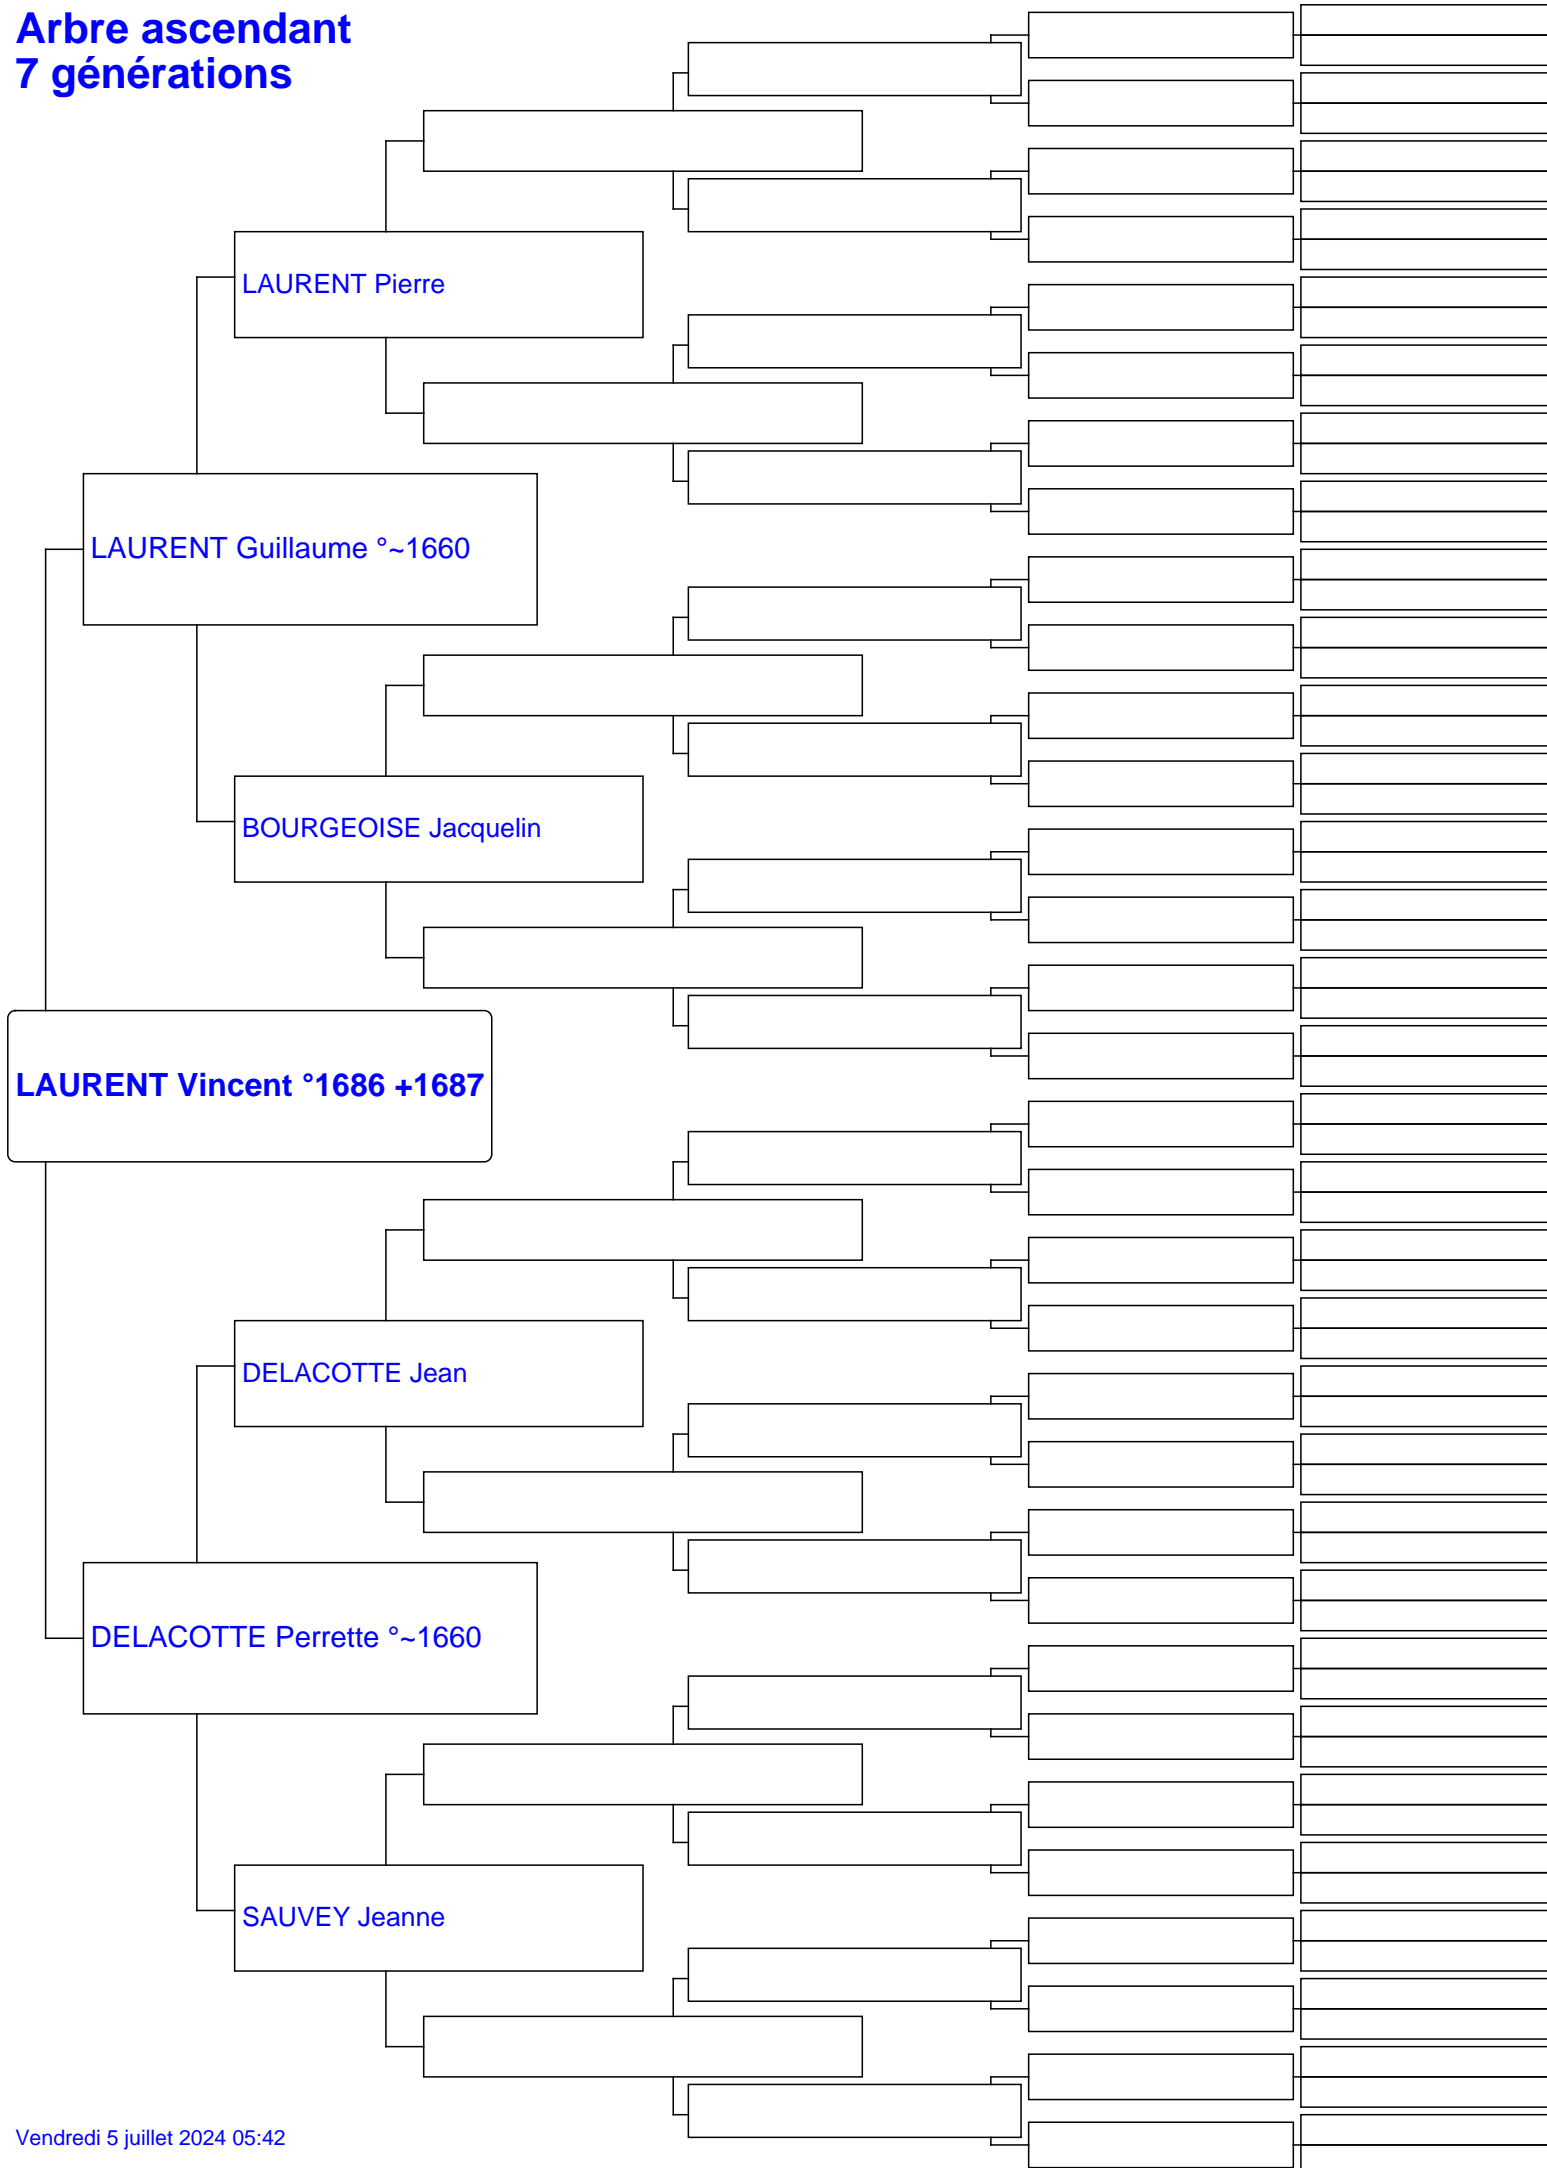 Arbre ascendant
7 générations
LAURENT Pierre
LAURENT Guillaume °~1660
BOURGEOISE Jacquelin
LAURENT Vincent °1686 +1687
DELACOTTE Jean
DELACOTTE Perrette °~1660
SAUVEY Jeanne
Vendredi 5 juillet 2024 05:42